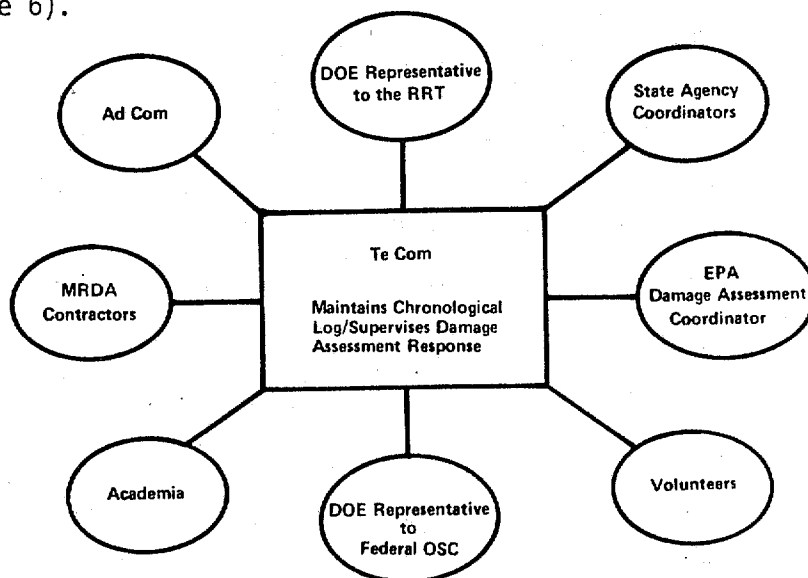 e 6).
DOE Representative
to the RRT
Ad Com
State Agency
Coordinators
Te Com
Maintains Chronological
Log/Supervises Damage
Assessment Response
MRDA
Contractors
EPA
Damage Assessment
Coordinator
Academia
DOE Representative
to
Federal OSC
Volunteers